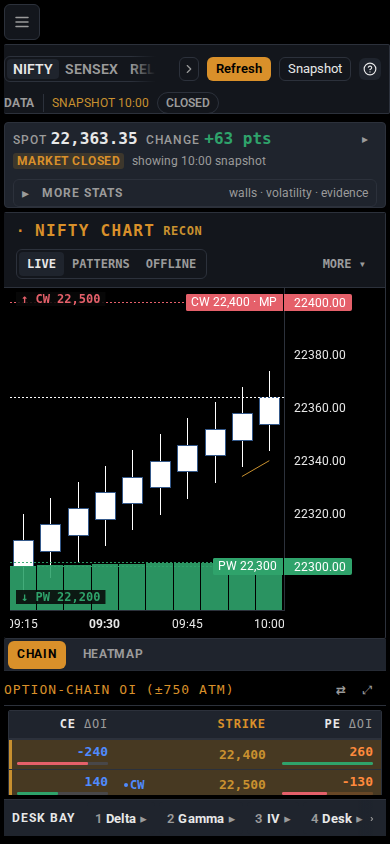 NIFTY SENSEX REL > Refresh Snapshot ?
DATA SNAPSHOT 10:00 CLOSED
SPOT 22,363.35 CHANGE +63 pts ▸
MARKET CLOSED showing 10:00 snapshot
▸ MORE STATS walls · volatility · evidence
· NIFTY CHART RECON
LIVE PATTERNS OFFLINE MORE ▾
↑ CW 22,500 CW 22,400 · MP 22400.00
22380.00
22360.00
22340.00
22320.00
PW 22,300 22300.00
↓ PW 22,200
09:15 09:30 09:45 10:00
CHAIN HEATMAP
OPTION-CHAIN OI (±750 ATM) ⇄ ⤢
CE ΔOI STRIKE PE ΔOI
-240 22,400 260
140 •CW 22,500 -130
DESK BAY 1 Delta ▸ 2 Gamma ▸ 3 IV ▸ 4 Desk ▸ ›